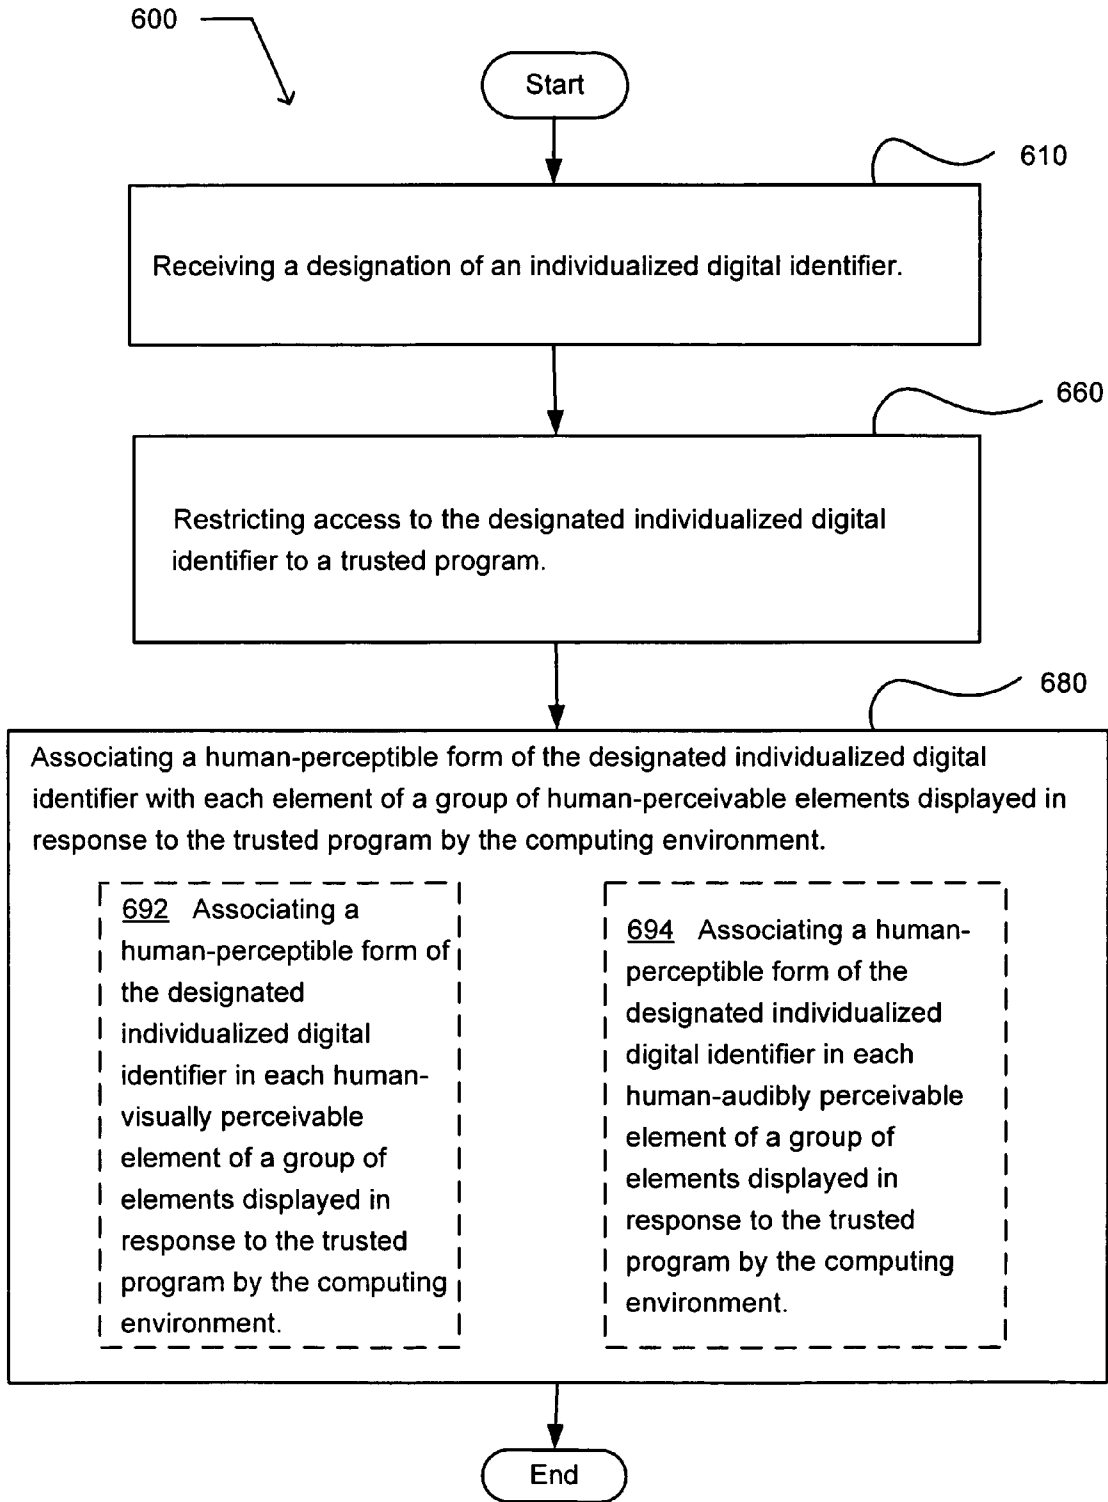 600
Start
610
Receiving a designation of an individualized digital identifier.
660
Restricting access to the designated individualized digital
identifier to a trusted program.
680
Associating a human-perceptible form of the designated individualized digital
identifier with each element of a group of human-perceivable elements displayed in
response to the trusted program by the computing environment.
692 Associating a
human-perceptible form of
the designated
individualized digital
identifier in each human-
visually perceivable
element of a group of
elements displayed in
response to the trusted
program by the computing
environment.
694 Associating a human-
perceptible form of the
designated individualized
digital identifier in each
human-audibly perceivable
element of a group of
elements displayed in
response to the trusted
program by the computing
environment.
End